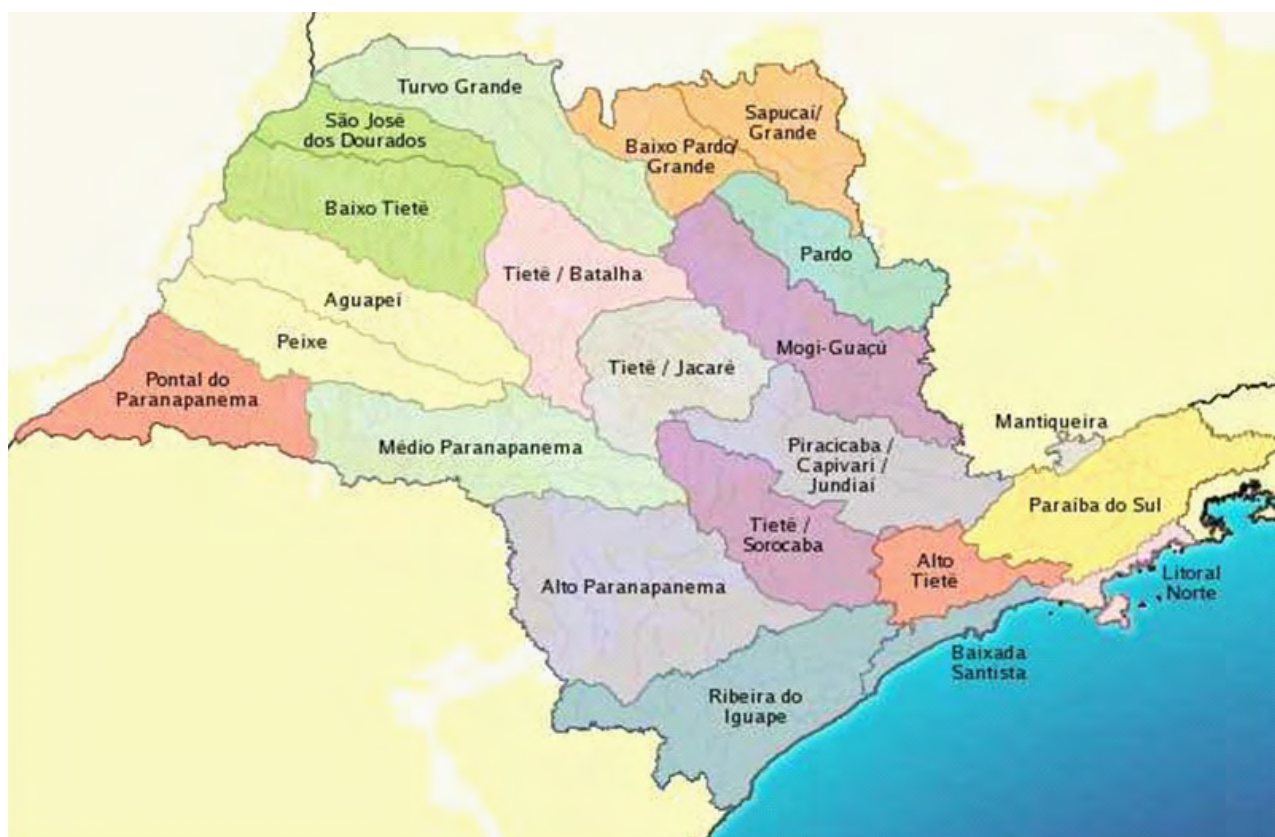 Turvo Grande
São José
dos Dourados
Baixo Tietê
Sapucaí/
Grande
Baixo Pardo/
Grande
Pardo
Tietê / Batalha
Aguapeí
Peixe
Mogi-Guaçú
Tietê / Jacaré
Pontal do
Paranapanema
Médio Paranapanema
Mantiqueira
Piracicaba /
Capivari /
Jundiaí
Paraíba do Sul
Tietê /
Sorocaba
Alto
Tietê
Alto Paranapanema
Litoral
Norte
Baixada
Santista
Ribeira do
Iguape